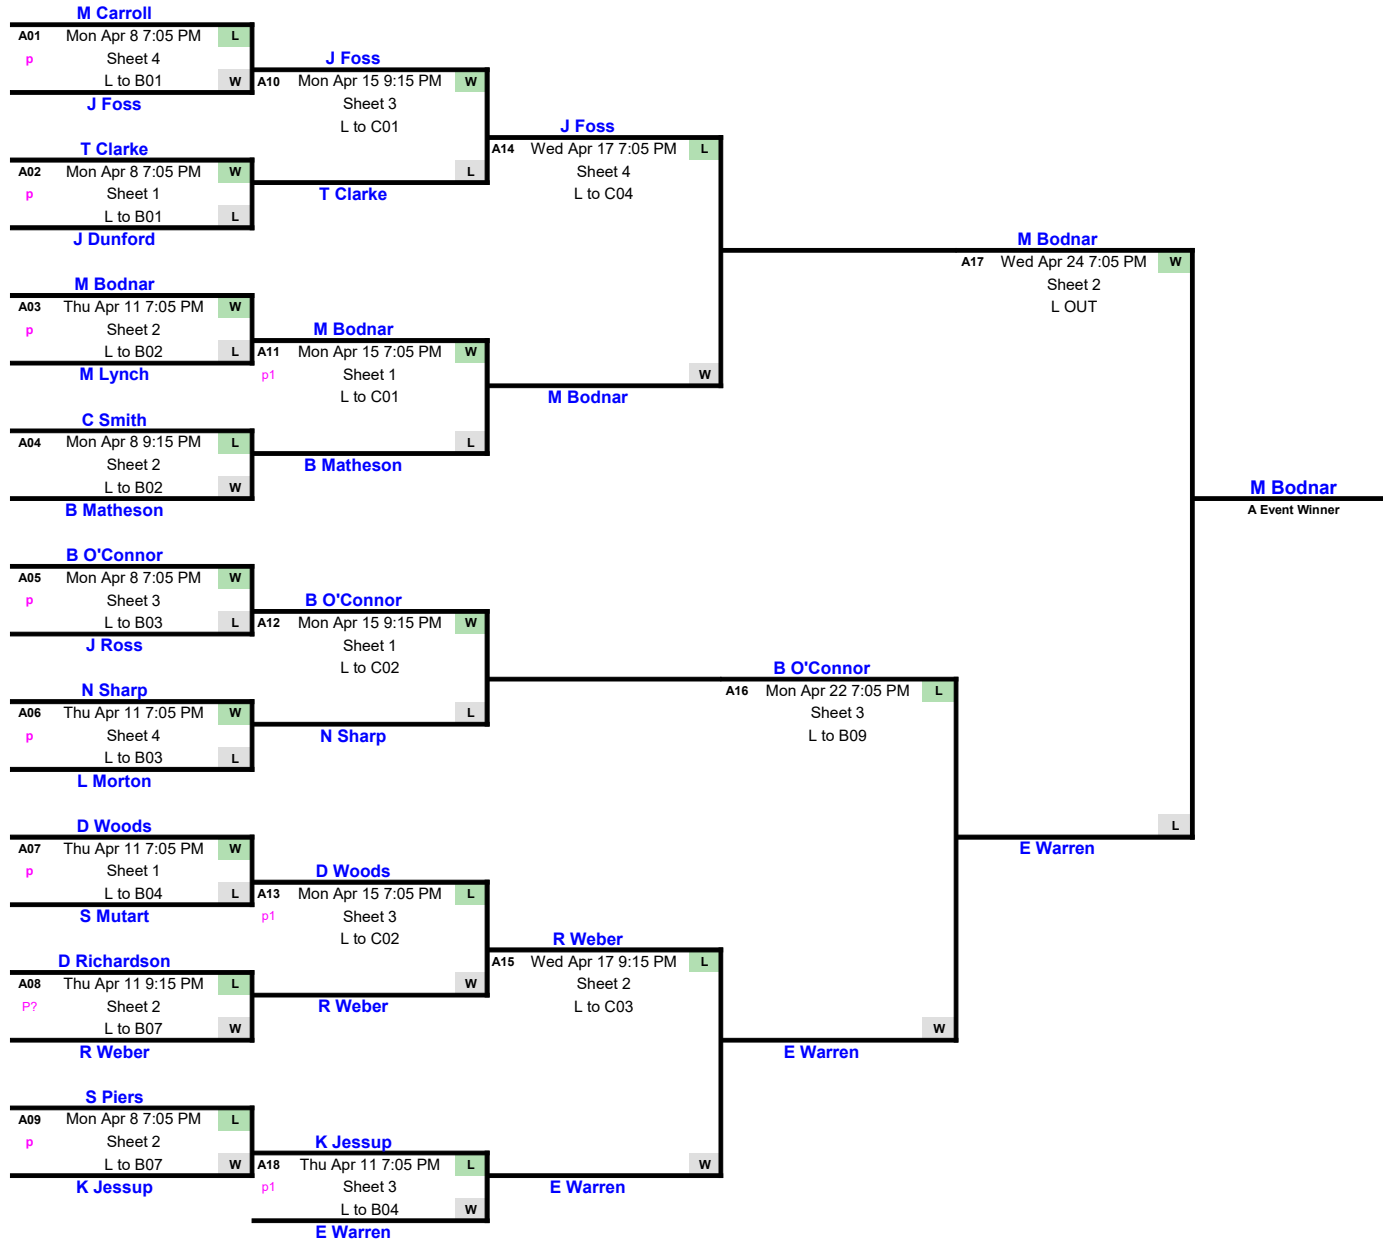 M Carroll
A01 Mon Apr 8 7:05 PM L
p Sheet 4
L to B01 W
J Foss
T Clarke
A02 Mon Apr 8 7:05 PM W
p Sheet 1
L to B01 L
J Dunford
M Bodnar
A03 Thu Apr 11 7:05 PM W
p Sheet 2
L to B02 L
M Lynch
C Smith
A04 Mon Apr 8 9:15 PM L
Sheet 2
L to B02 W
B Matheson
B O'Connor
A05 Mon Apr 8 7:05 PM W
p Sheet 3
L to B03 L
J Ross
N Sharp
A06 Thu Apr 11 7:05 PM W
p Sheet 4
L to B03 L
L Morton
D Woods
A07 Thu Apr 11 7:05 PM W
p Sheet 1
L to B04 L
S Mutart
D Richardson
A08 Thu Apr 11 9:15 PM L
P? Sheet 2
L to B07 W
R Weber
S Piers
A09 Mon Apr 8 7:05 PM L
p Sheet 2
L to B07 W
K Jessup
J Foss
A10 Mon Apr 15 9:15 PM W
Sheet 3
L to C01
L
T Clarke
M Bodnar
A11 Mon Apr 15 7:05 PM W
p1 Sheet 1
L to C01
L
B Matheson
B O'Connor
A12 Mon Apr 15 9:15 PM W
Sheet 1
L to C02
L
N Sharp
D Woods
A13 Mon Apr 15 7:05 PM L
p1 Sheet 3
L to C02
W
R Weber
K Jessup
A18 Thu Apr 11 7:05 PM L
p1 Sheet 3
L to B04 W
E Warren
J Foss
A14 Wed Apr 17 7:05 PM L
Sheet 4
L to C04
W
M Bodnar
R Weber
A15 Wed Apr 17 9:15 PM L
Sheet 2
L to C03
W
E Warren
B O'Connor
A16 Mon Apr 22 7:05 PM L
Sheet 3
L to B09
W
E Warren
M Bodnar
A17 Wed Apr 24 7:05 PM W
Sheet 2
L OUT
L
E Warren
M Bodnar
A Event Winner